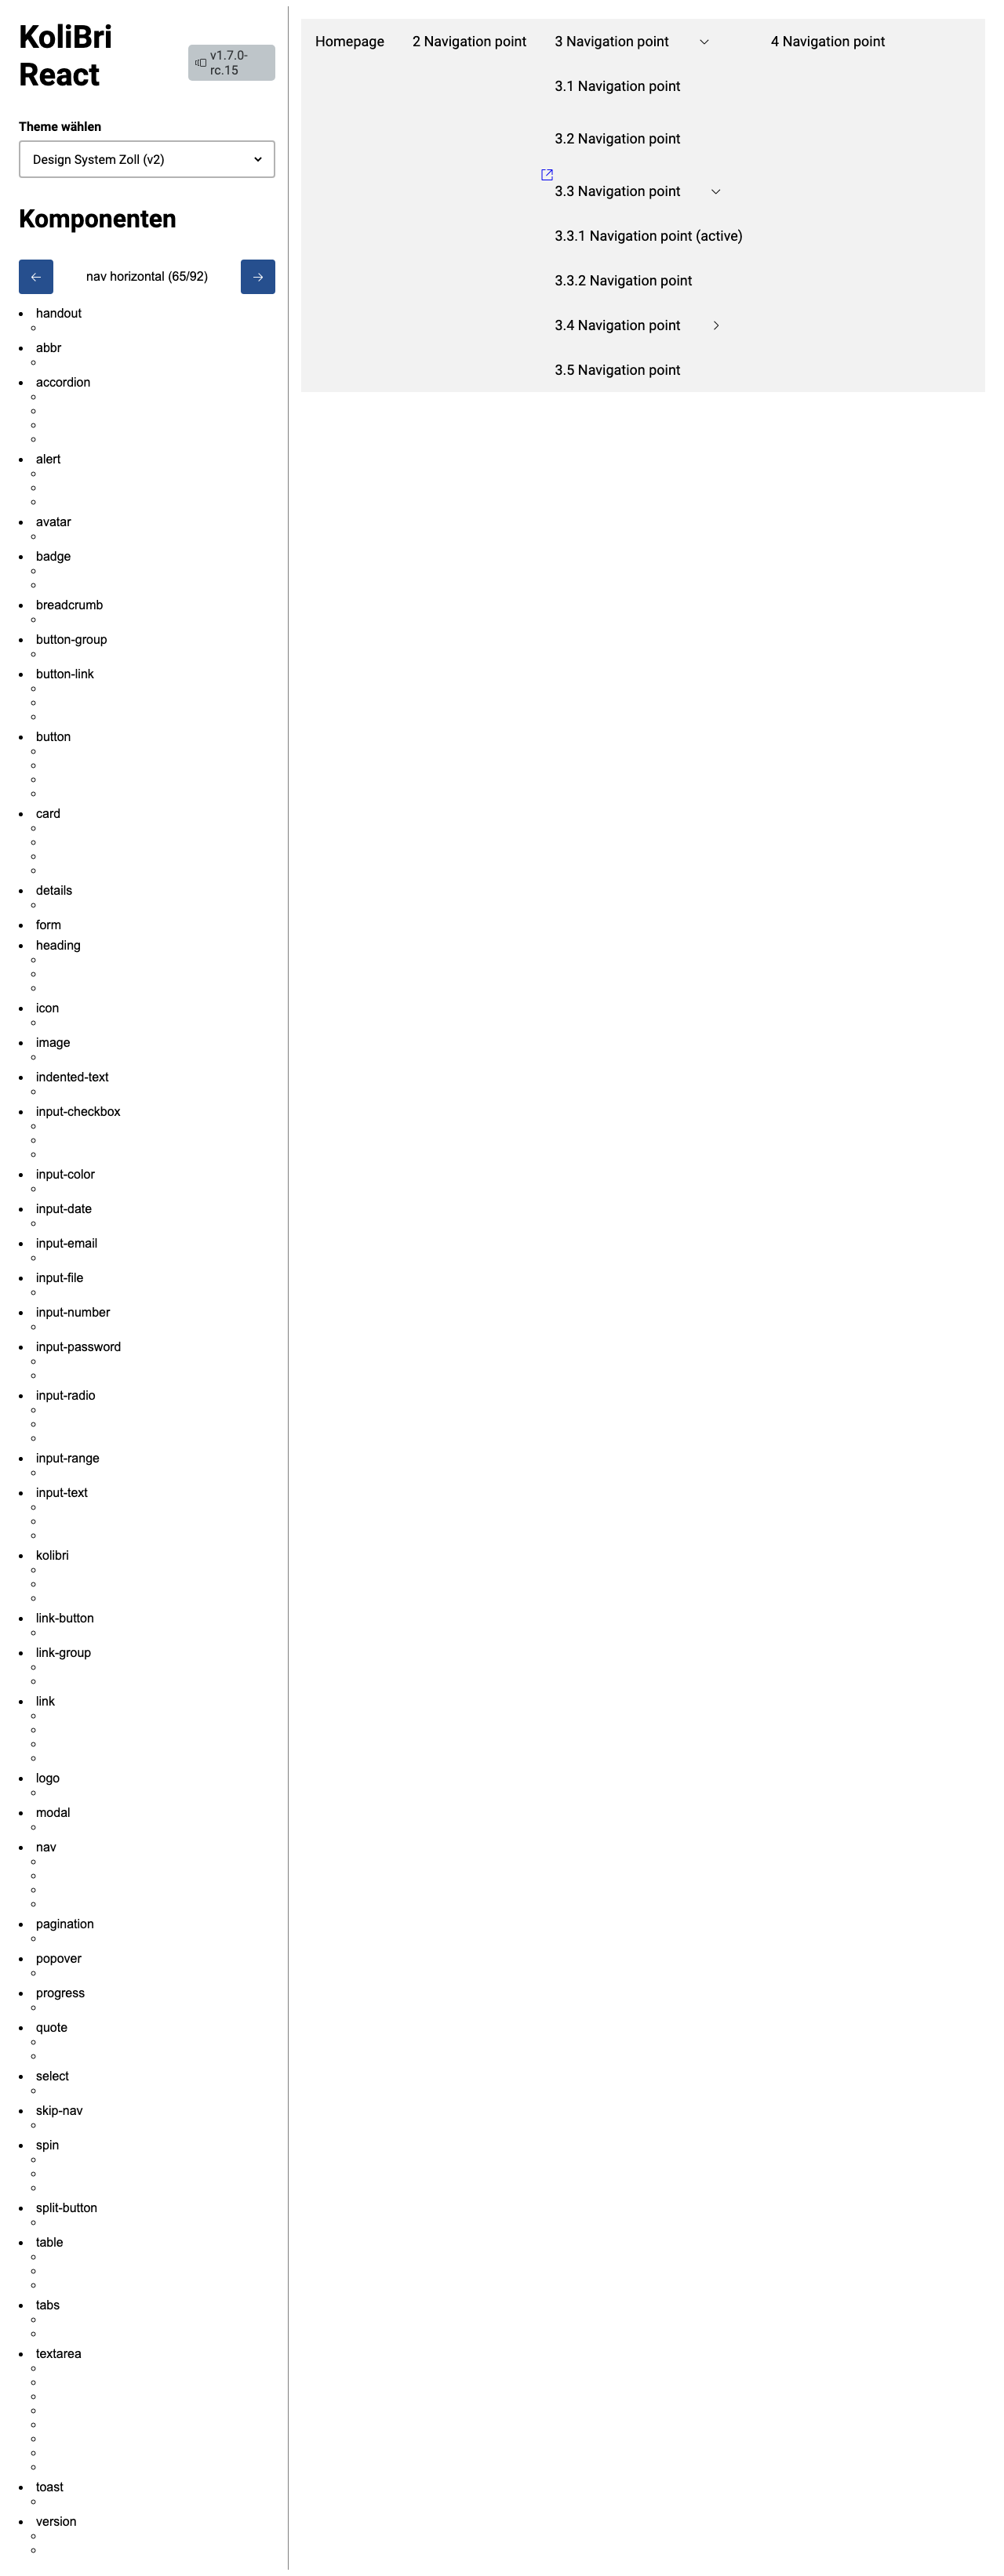 KoliBri
React
v1.7.0-
rc.15
Theme wählen
Design System Zoll (v2)
Komponenten
nav horizontal (65/92)
handout
abbr
accordion
alert
avatar
badge
breadcrumb
button-group
button-link
button
card
details
form
heading
icon
image
indented-text
input-checkbox
input-color
input-date
input-email
input-file
input-number
input-password
input-radio
input-range
input-text
kolibri
link-button
link-group
link
logo
modal
nav
pagination
popover
progress
quote
select
skip-nav
spin
split-button
table
tabs
textarea
toast
version
Homepage
2 Navigation point
3 Navigation point
3.1 Navigation point
3.2 Navigation point
3.3 Navigation point
3.3.1 Navigation point (active)
3.3.2 Navigation point
3.4 Navigation point
3.5 Navigation point
4 Navigation point